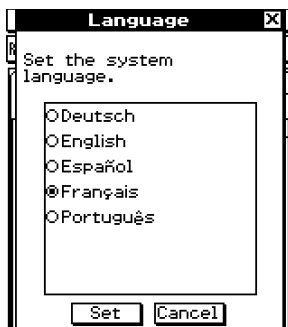 Language
Set the system
language.
Deutsch
English
Español
Français
Português
Set Cancel